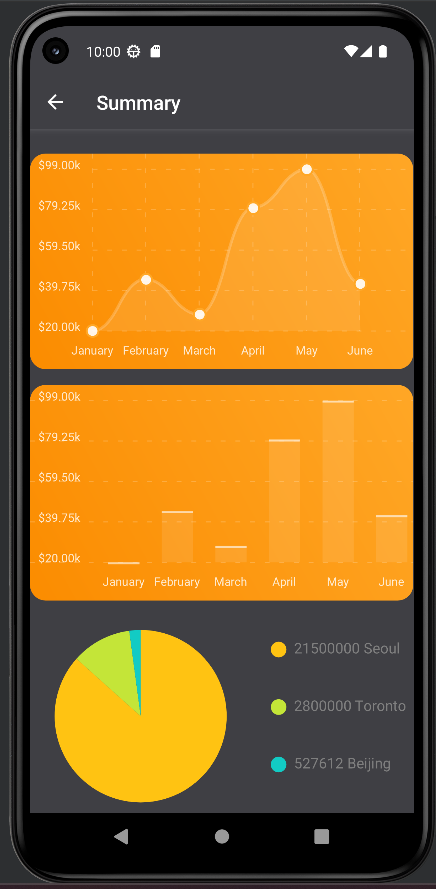 10:00
Summary
$99.00k
$79.25k
$59.50k
$39.75k
$20.00k
January February March April May June
$99.00k
$79.25k
$59.50k
$39.75k
$20.00k
January February March April May June
21500000 Seoul
2800000 Toronto
527612 Beijing